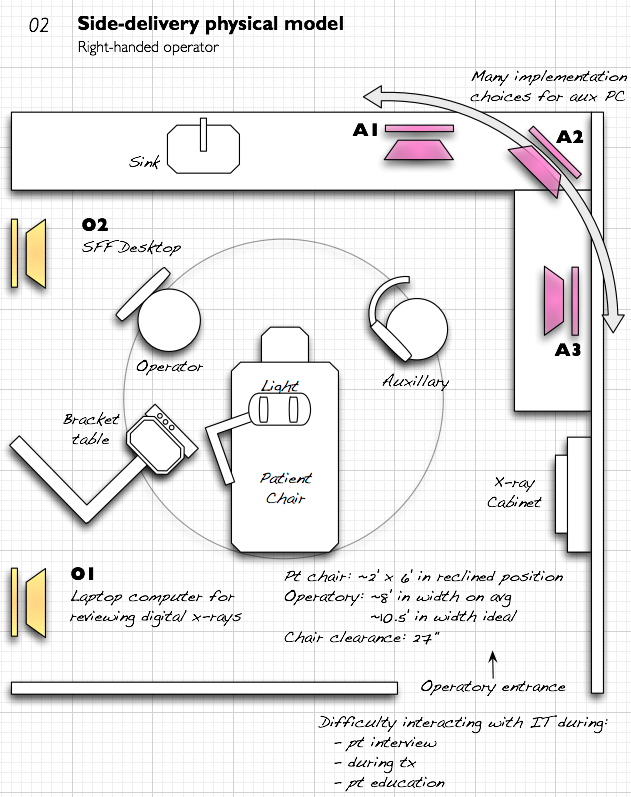 02 Side-delivery physical model
Right-handed operator
Many implementation
choices for aux PC
A1
A2
Sink
O2
SFF Desktop
A3
Operator
Auxillary
Light
Bracket
table
Patient
Chair
X-ray
Cabinet
O1
Laptop computer for
reviewing digital x-rays
Pt chair: ~2' x 6' in reclined position
Operatory: ~8' in width on avg
~10.5' in width ideal
Chair clearance: 27"
Operatory entrance
Difficulty interacting with IT during:
- pt interview
- during tx
- pt education